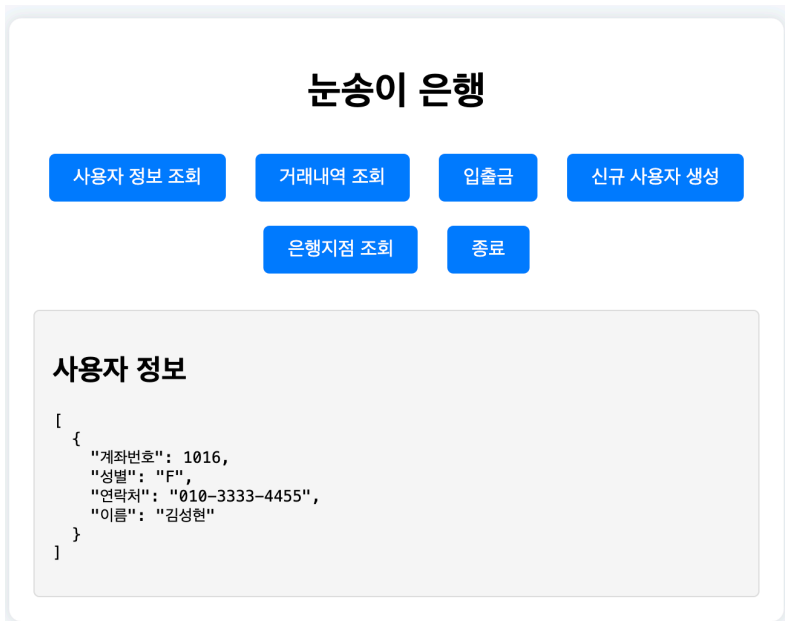 눈송이 은행
사용자 정보 조회 거래내역 조회 입출금 신규 사용자 생성
은행지점 조회 종료
사용자 정보
[
  {
    "계좌번호": 1016,
    "성별": "F",
    "연락처": "010-3333-4455",
    "이름": "김성현"
  }
]